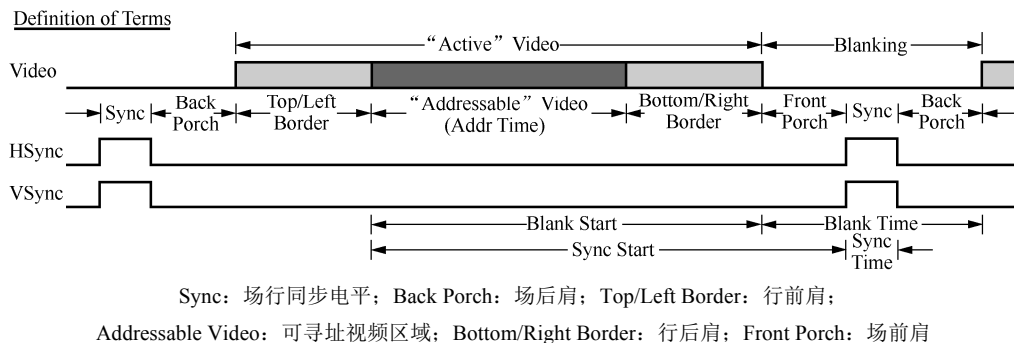 Definition of Terms
“Active” Video
Blanking
Video
Sync
Back Porch
Top/Left Border
“Addressable” Video (Addr Time)
Bottom/Right Border
Front Porch
Sync
Back Porch
HSync
VSync
Blank Start
Blank Time
Sync Start
Sync Time
Sync：场行同步电平；Back Porch：场后肩；Top/Left Border：行前肩；
Addressable Video：可寻址视频区域；Bottom/Right Border：行后肩；Front Porch：场前肩